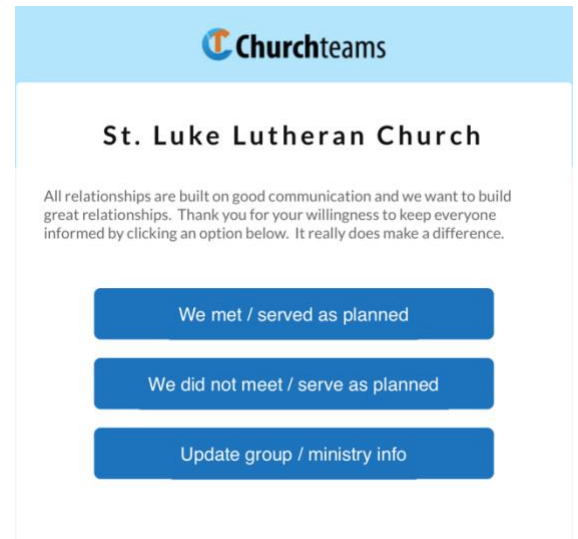 Churchteams
St. Luke Lutheran Church
All relationships are built on good communication and we want to build
great relationships. Thank you for your willingness to keep everyone
informed by clicking an option below. It really does make a difference.
We met / served as planned
We did not meet / serve as planned
Update group / ministry info